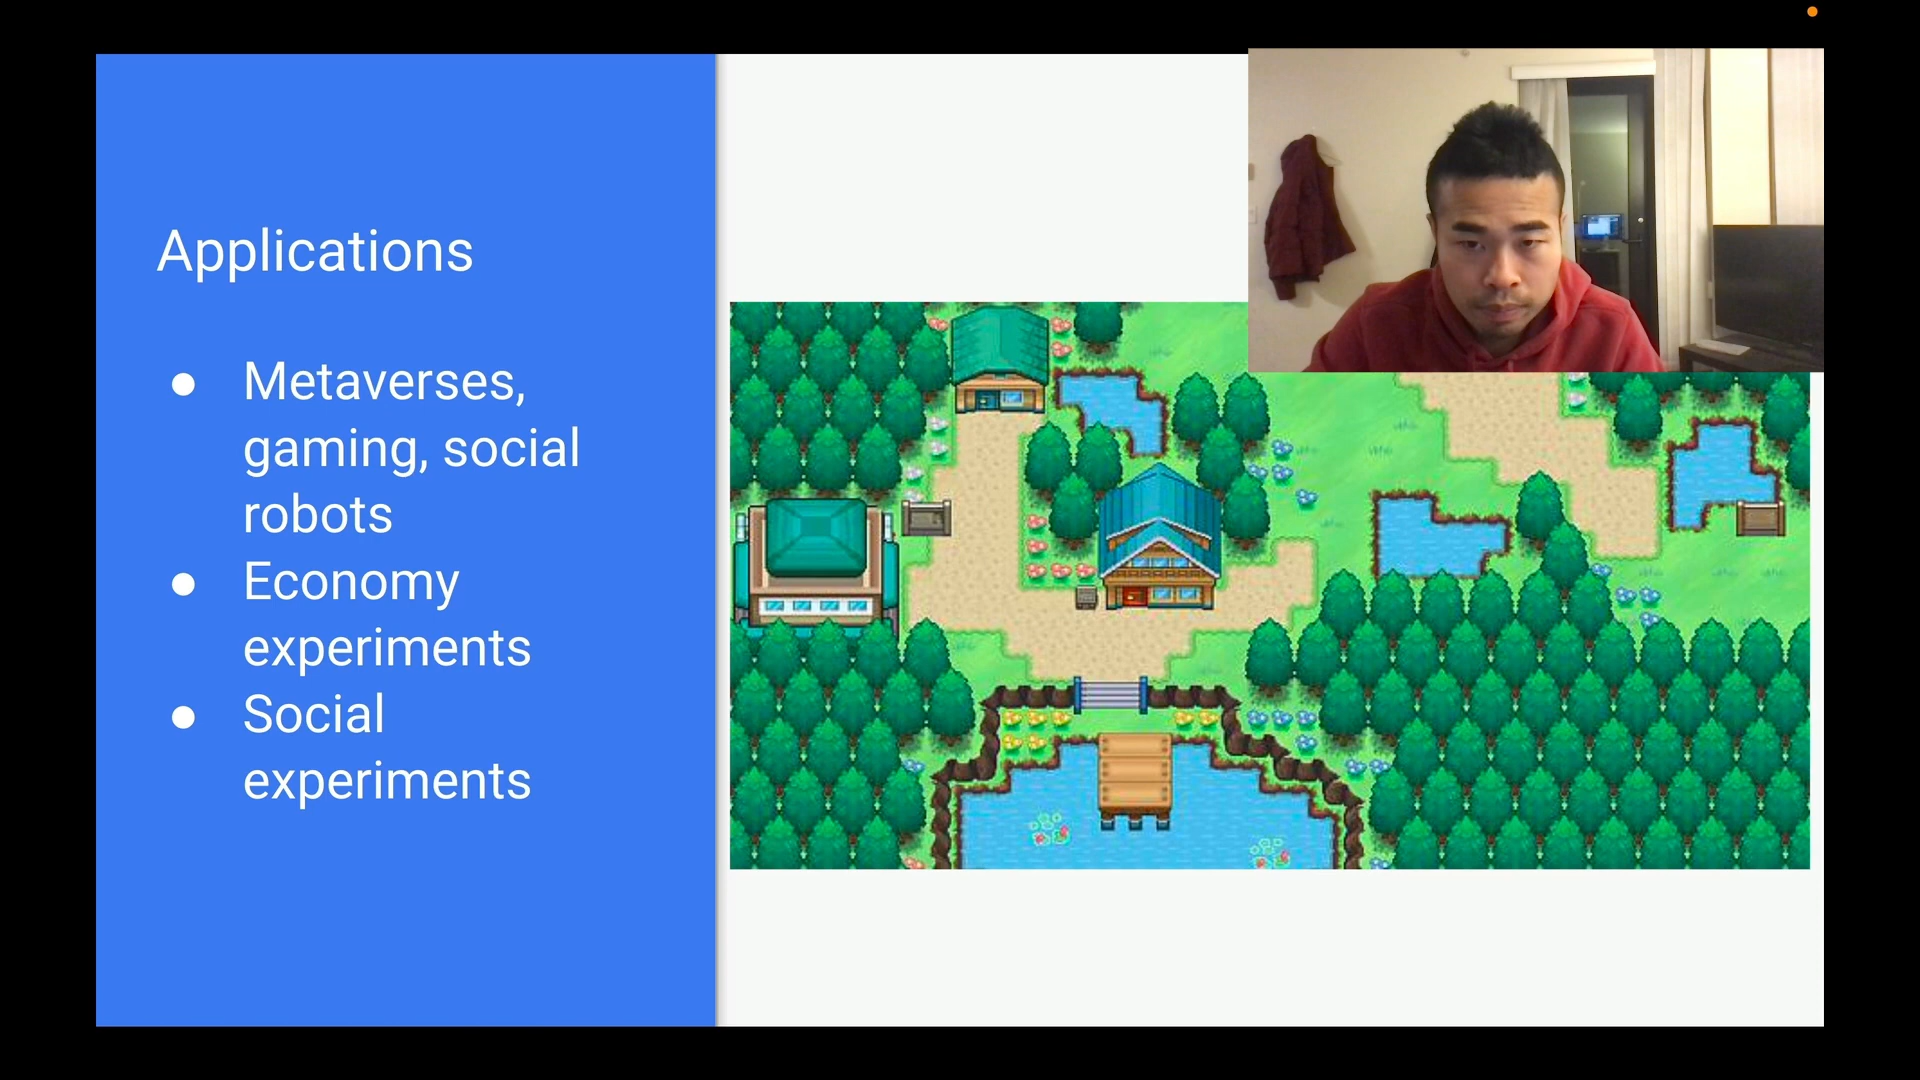 Applications
● Metaverses,
gaming, social
robots
● Economy
experiments
● Social
experiments